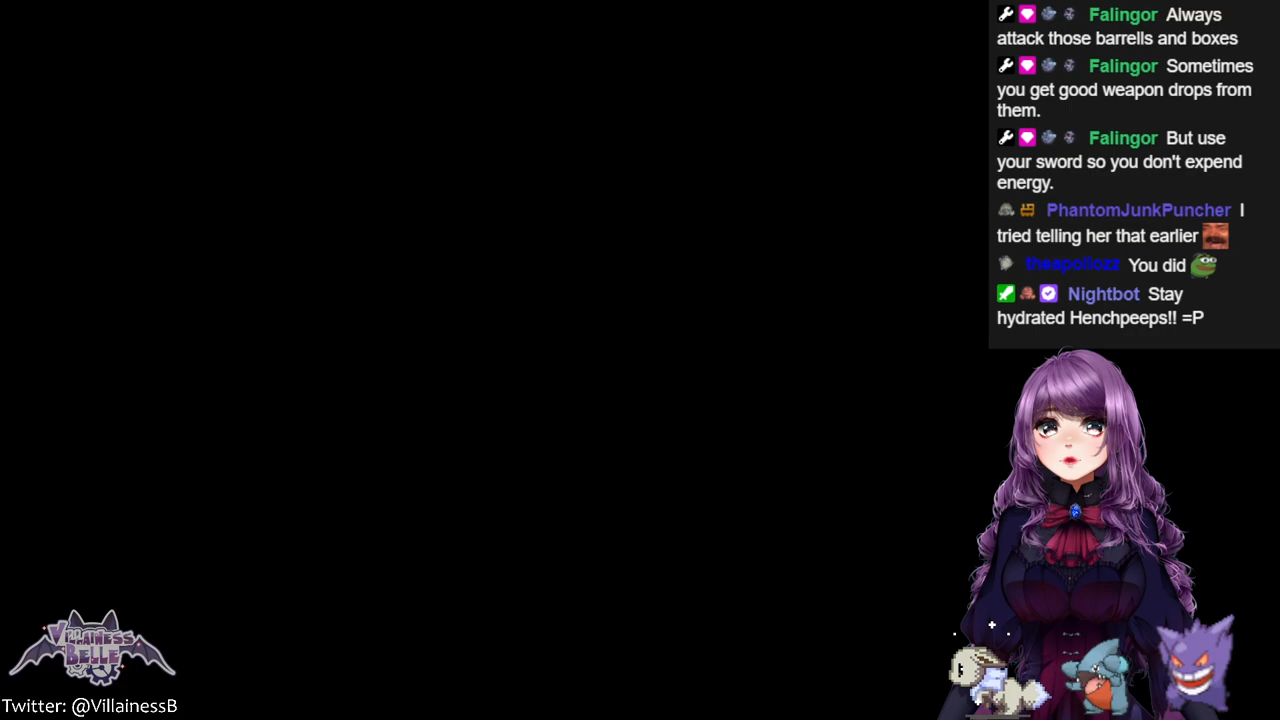 Falingor Always
attack those barrells and boxes
Falingor Sometimes
you get good weapon drops from
them.
Falingor But use
your sword so you don't expend
energy.
PhantomJunkPuncher I
tried telling her that earlier
theapollozz You did
Nightbot Stay
hydrated Henchpeeps!! =P
VILLAINESS
BELLE
Twitter: @VillainessB